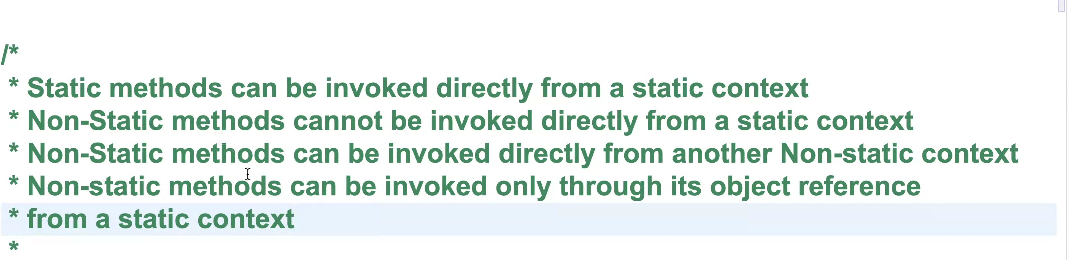 /*
* Static methods can be invoked directly from a static context
* Non-Static methods cannot be invoked directly from a static context
* Non-Static methods can be invoked directly from another Non-static context
* Non-static methods can be invoked only through its object reference
* from a static context
*